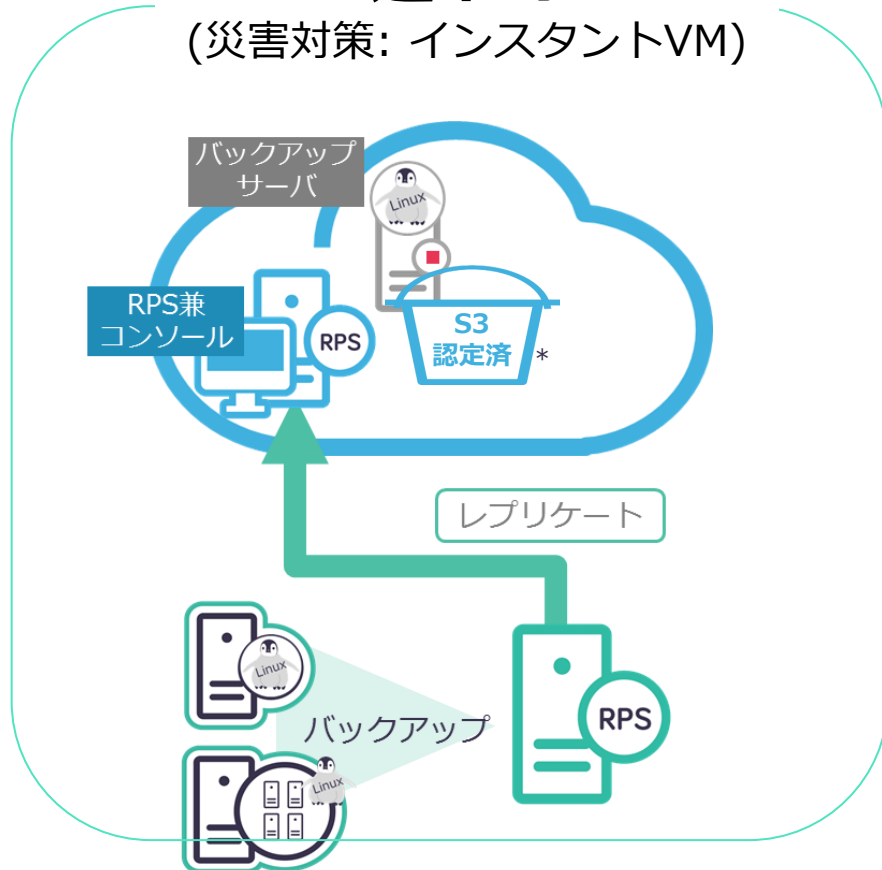 (災害対策: インスタントVM)
バックアップ
サーバ
Linux
RPS兼
コンソール
RPS
S3
認定済
*
レプリケート
Linux
バックアップ
RPS
Linux